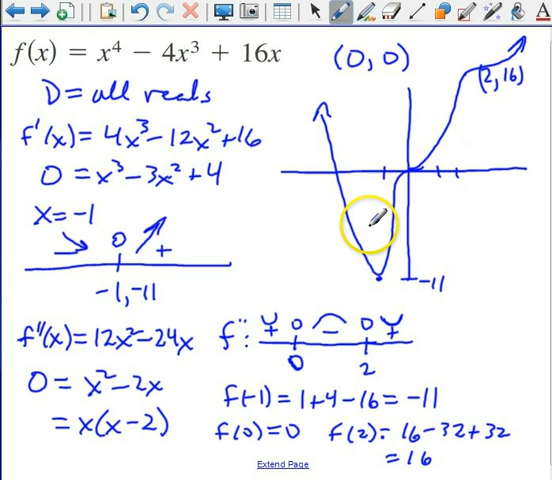 f(x) = x⁴ − 4x³ + 16x
(0, 0)
D = all reals
(2, 16)
f'(x) = 4x³ − 12x² + 16
0 = x³ − 3x² + 4
x = −1
0
+
−1, −11
−11
f''(x) = 12x² − 24x
f'': + 0 − 0 +
0 2
0 = x² − 2x
= x(x − 2)
f(−1) = 1 + 4 − 16 = −11
f(0) = 0 f(2) = 16 − 32 + 32
= 16
Extend Page
A